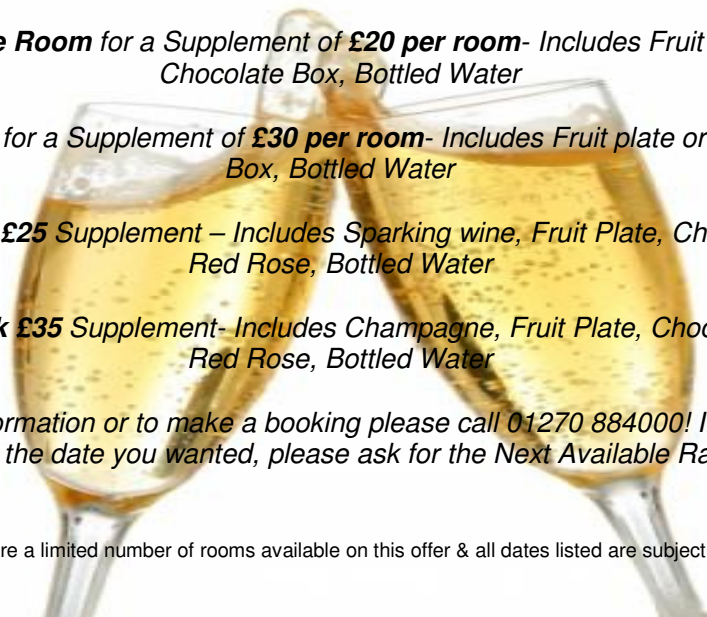 e Room for a Supplement of £20 per room- Includes Fruit
Chocolate Box, Bottled Water
for a Supplement of £30 per room- Includes Fruit plate or
Box, Bottled Water
£25 Supplement – Includes Sparking wine, Fruit Plate, Ch
Red Rose, Bottled Water
k £35 Supplement- Includes Champagne, Fruit Plate, Choc
Red Rose, Bottled Water
ormation or to make a booking please call 01270 884000! I
the date you wanted, please ask for the Next Available Ra
re a limited number of rooms available on this offer & all dates listed are subject